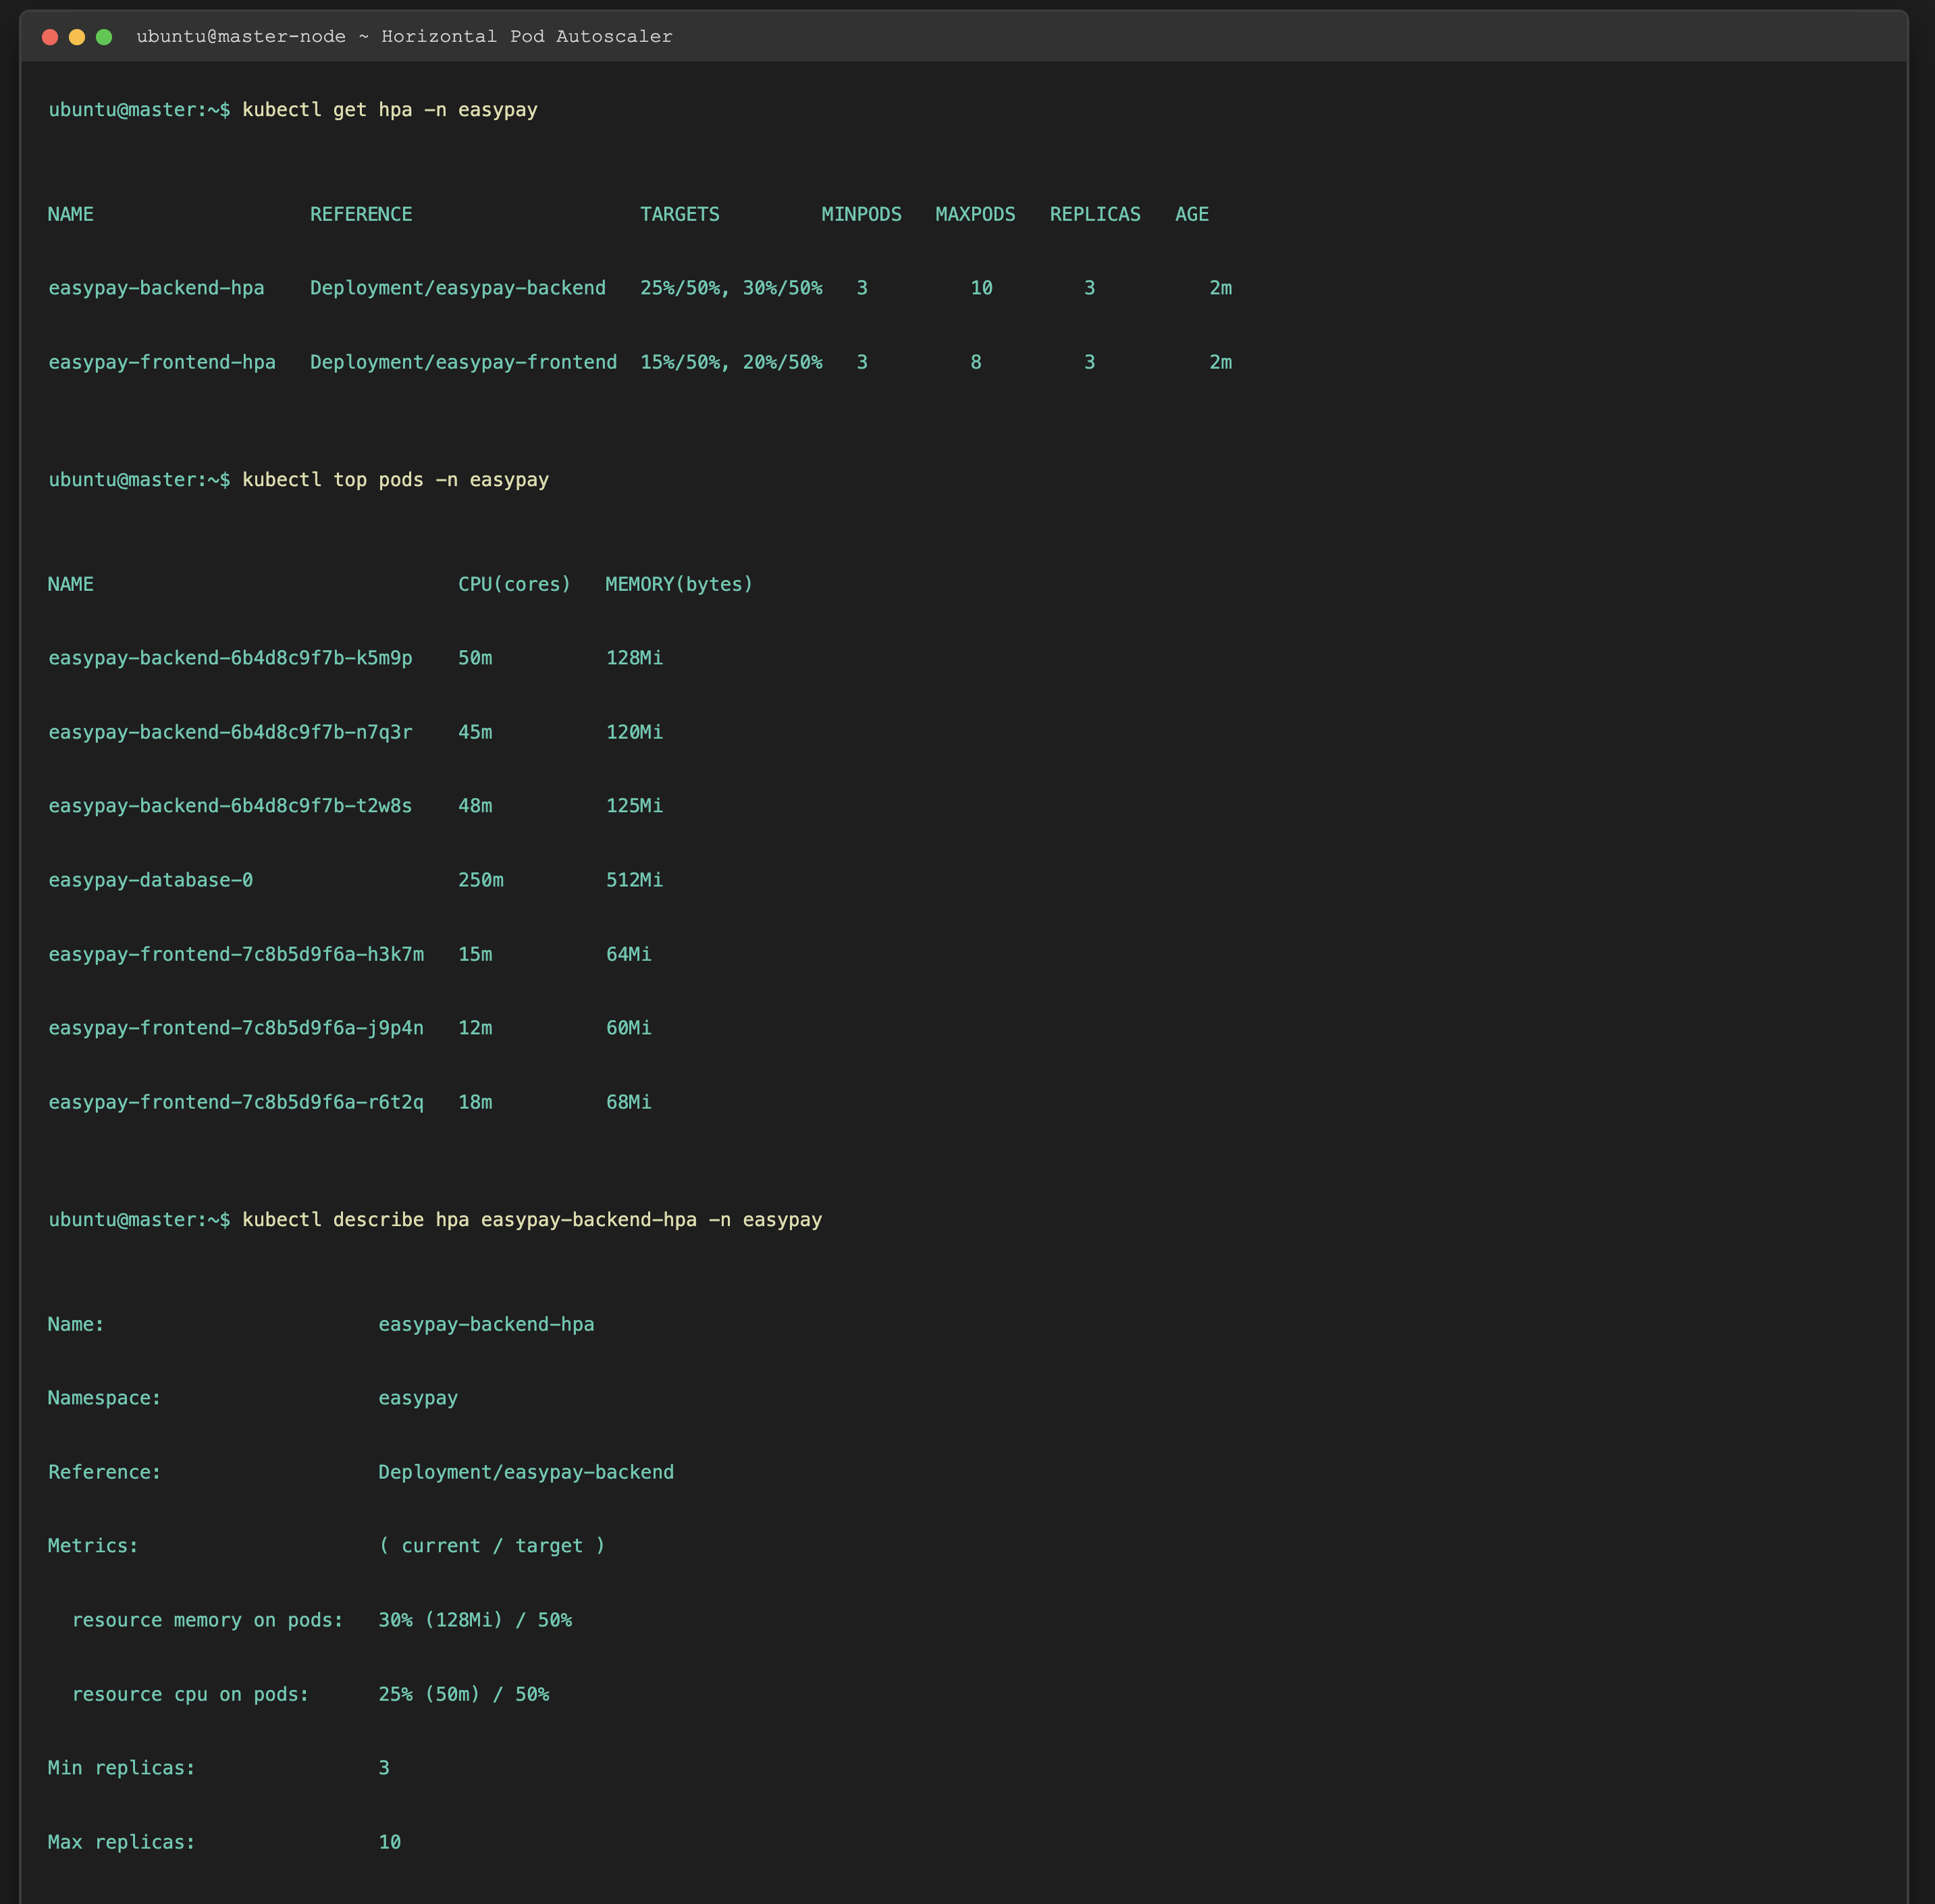 ubuntu@master-node ~ Horizontal Pod Autoscaler
ubuntu@master:~$ kubectl get hpa -n easypay
NAME                   REFERENCE                    TARGETS         MINPODS   MAXPODS   REPLICAS   AGE
easypay-backend-hpa    Deployment/easypay-backend   25%/50%, 30%/50%   3         10        3          2m
easypay-frontend-hpa   Deployment/easypay-frontend  15%/50%, 20%/50%   3         8         3          2m
ubuntu@master:~$ kubectl top pods -n easypay
NAME                                CPU(cores)   MEMORY(bytes)
easypay-backend-6b4d8c9f7b-k5m9p    50m          128Mi
easypay-backend-6b4d8c9f7b-n7q3r    45m          120Mi
easypay-backend-6b4d8c9f7b-t2w8s    48m          125Mi
easypay-database-0                  250m         512Mi
easypay-frontend-7c8b5d9f6a-h3k7m   15m          64Mi
easypay-frontend-7c8b5d9f6a-j9p4n   12m          60Mi
easypay-frontend-7c8b5d9f6a-r6t2q   18m          68Mi
ubuntu@master:~$ kubectl describe hpa easypay-backend-hpa -n easypay
Name:                        easypay-backend-hpa
Namespace:                   easypay
Reference:                   Deployment/easypay-backend
Metrics:                     ( current / target )
  resource memory on pods:   30% (128Mi) / 50%
  resource cpu on pods:      25% (50m) / 50%
Min replicas:                3
Max replicas:                10